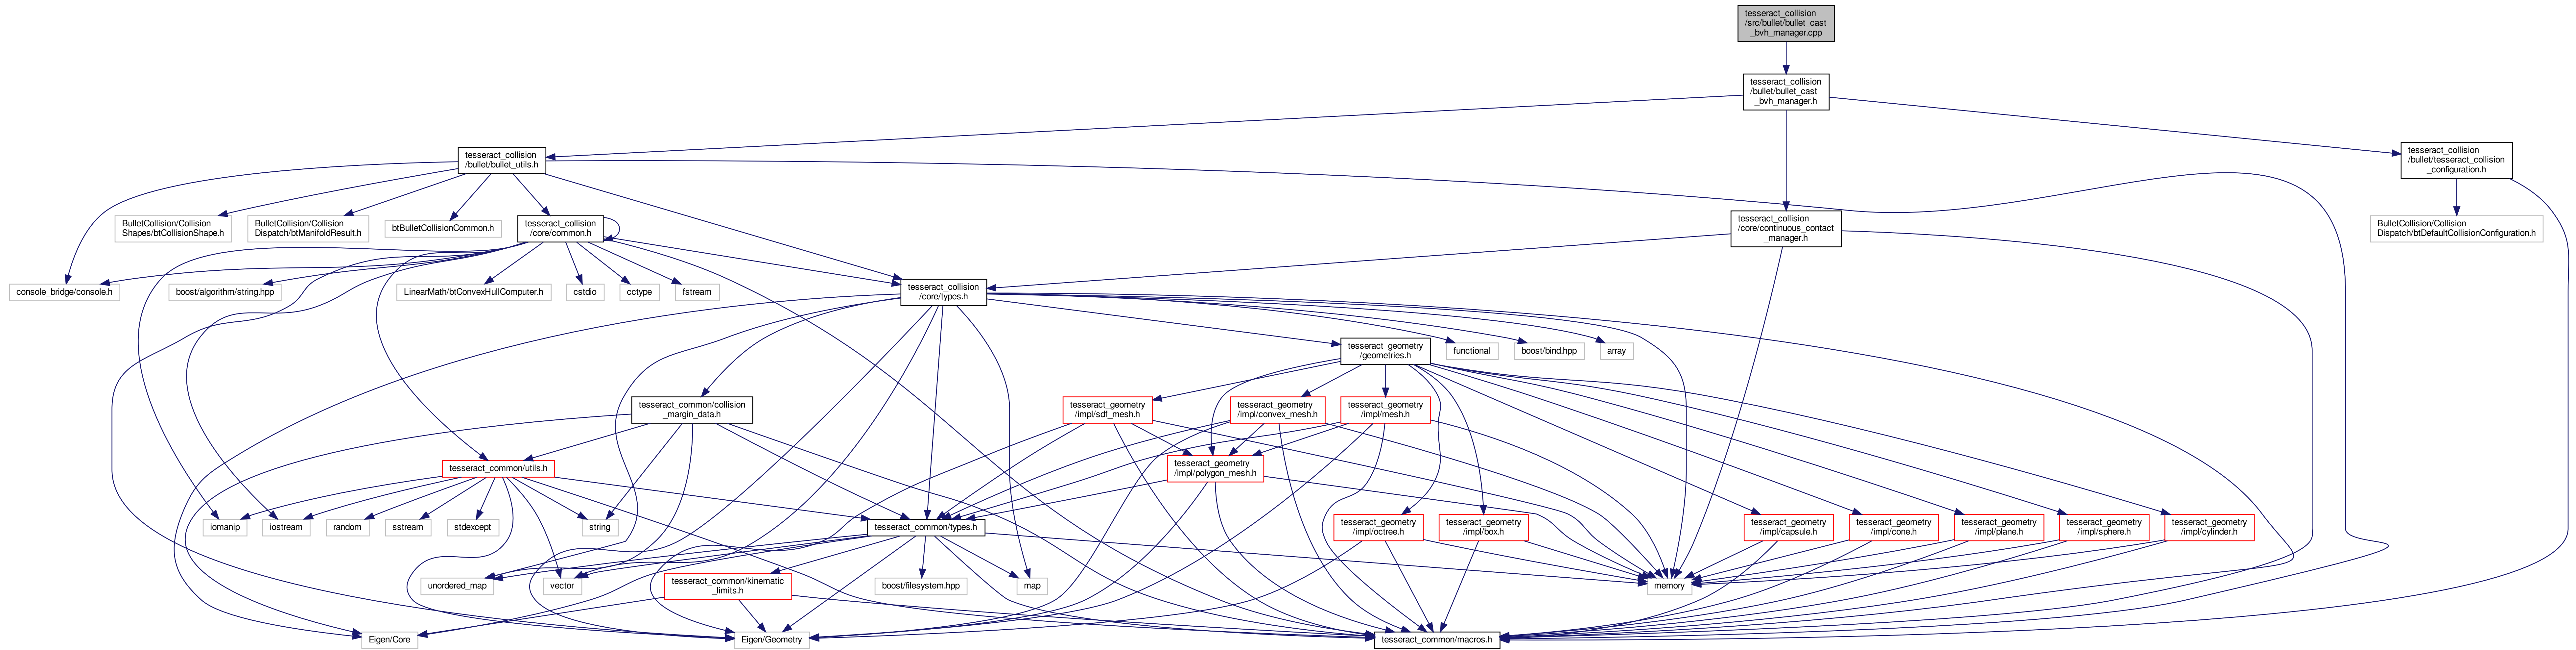 tesseract_collision
/src/bullet/bullet_cast
_bvh_manager.cpp
tesseract_collision
/bullet/bullet_cast
_bvh_manager.h
tesseract_collision
/bullet/bullet_utils.h
tesseract_collision
/bullet/tesseract_collision
_configuration.h
BulletCollision/Collision
Shapes/btCollisionShape.h
BulletCollision/Collision
Dispatch/btManifoldResult.h
btBulletCollisionCommon.h
tesseract_collision
/core/common.h
tesseract_collision
/core/continuous_contact
_manager.h
BulletCollision/Collision
Dispatch/btDefaultCollisionConfiguration.h
console_bridge/console.h
boost/algorithm/string.hpp
LinearMath/btConvexHullComputer.h
cstdio
cctype
fstream
tesseract_collision
/core/types.h
tesseract_geometry
/geometries.h
functional
boost/bind.hpp
array
tesseract_common/collision
_margin_data.h
tesseract_geometry
/impl/sdf_mesh.h
tesseract_geometry
/impl/convex_mesh.h
tesseract_geometry
/impl/mesh.h
tesseract_common/utils.h
tesseract_geometry
/impl/polygon_mesh.h
iomanip
iostream
random
sstream
stdexcept
string
tesseract_common/types.h
tesseract_geometry
/impl/octree.h
tesseract_geometry
/impl/box.h
tesseract_geometry
/impl/capsule.h
tesseract_geometry
/impl/cone.h
tesseract_geometry
/impl/plane.h
tesseract_geometry
/impl/sphere.h
tesseract_geometry
/impl/cylinder.h
unordered_map
vector
tesseract_common/kinematic
_limits.h
boost/filesystem.hpp
map
memory
Eigen/Core
Eigen/Geometry
tesseract_common/macros.h